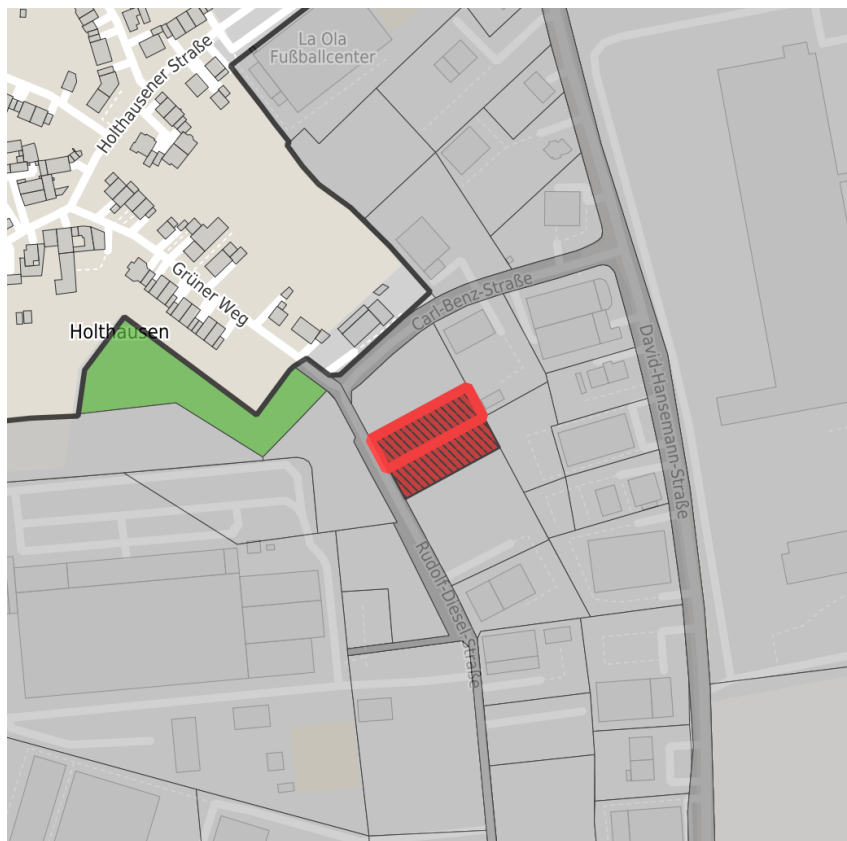 La Ola
Fußballcenter
Holthausener Straße
Grüner Weg
Carl-Benz-Straße
Holthausen
David-Hansemann-Straße
Rudolf-Diesel-Straße